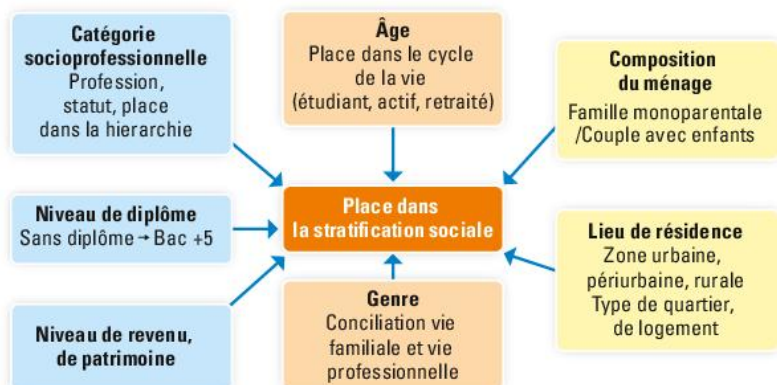 Catégorie
socioprofessionnelle
Profession,
statut, place
dans la hierarchie
Âge
Place dans le cycle
de la vie
(étudiant, actif, retraité)
Composition
du ménage
Famille monoparentale
/Couple avec enfants
Niveau de diplôme
Sans diplôme → Bac +5
Place dans
la stratification sociale
Lieu de résidence
Zone urbaine,
périurbaine, rurale
Type de quartier,
de logement
Niveau de revenu,
de patrimoine
Genre
Conciliation vie
familiale et vie
professionnelle